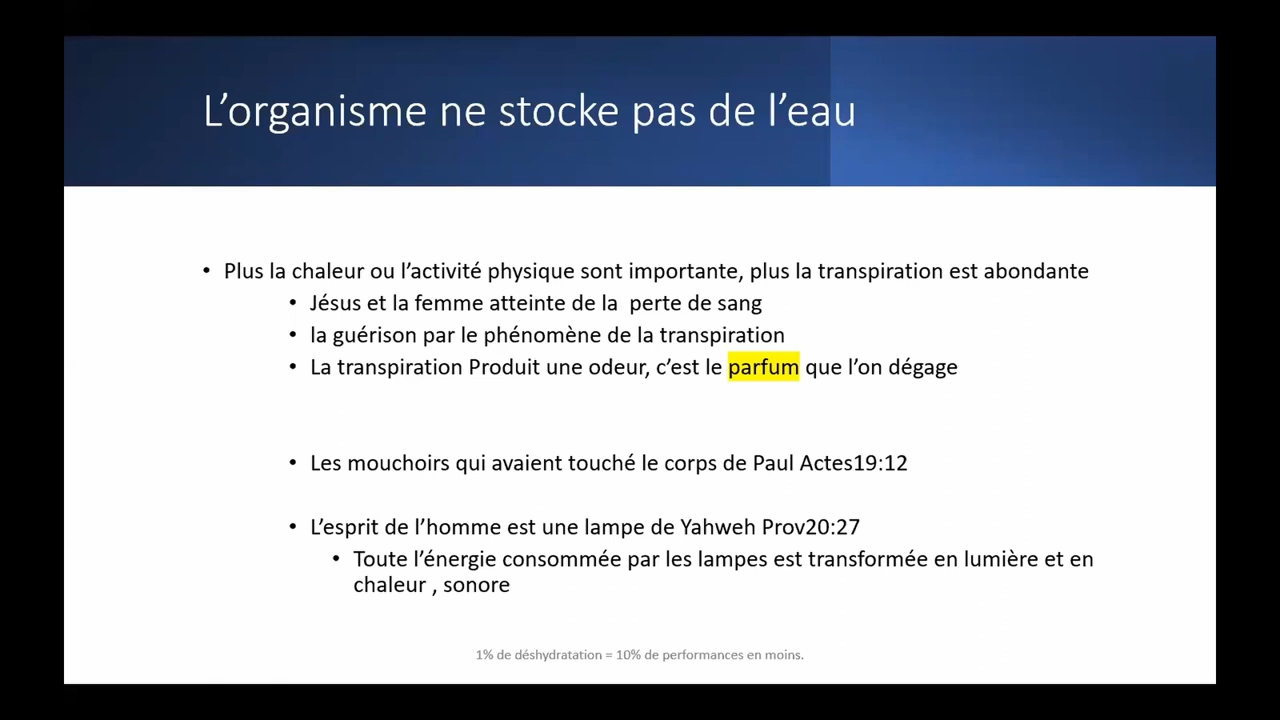 L’organisme ne stocke pas de l’eau
• Plus la chaleur ou l’activité physique sont importante, plus la transpiration est abondante
• Jésus et la femme atteinte de la  perte de sang
• la guérison par le phénomène de la transpiration
• La transpiration Produit une odeur, c’est le parfum que l’on dégage
• Les mouchoirs qui avaient touché le corps de Paul Actes19:12
• L’esprit de l’homme est une lampe de Yahweh Prov20:27
• Toute l’énergie consommée par les lampes est transformée en lumière et en
chaleur , sonore
1% de déshydratation = 10% de performances en moins.